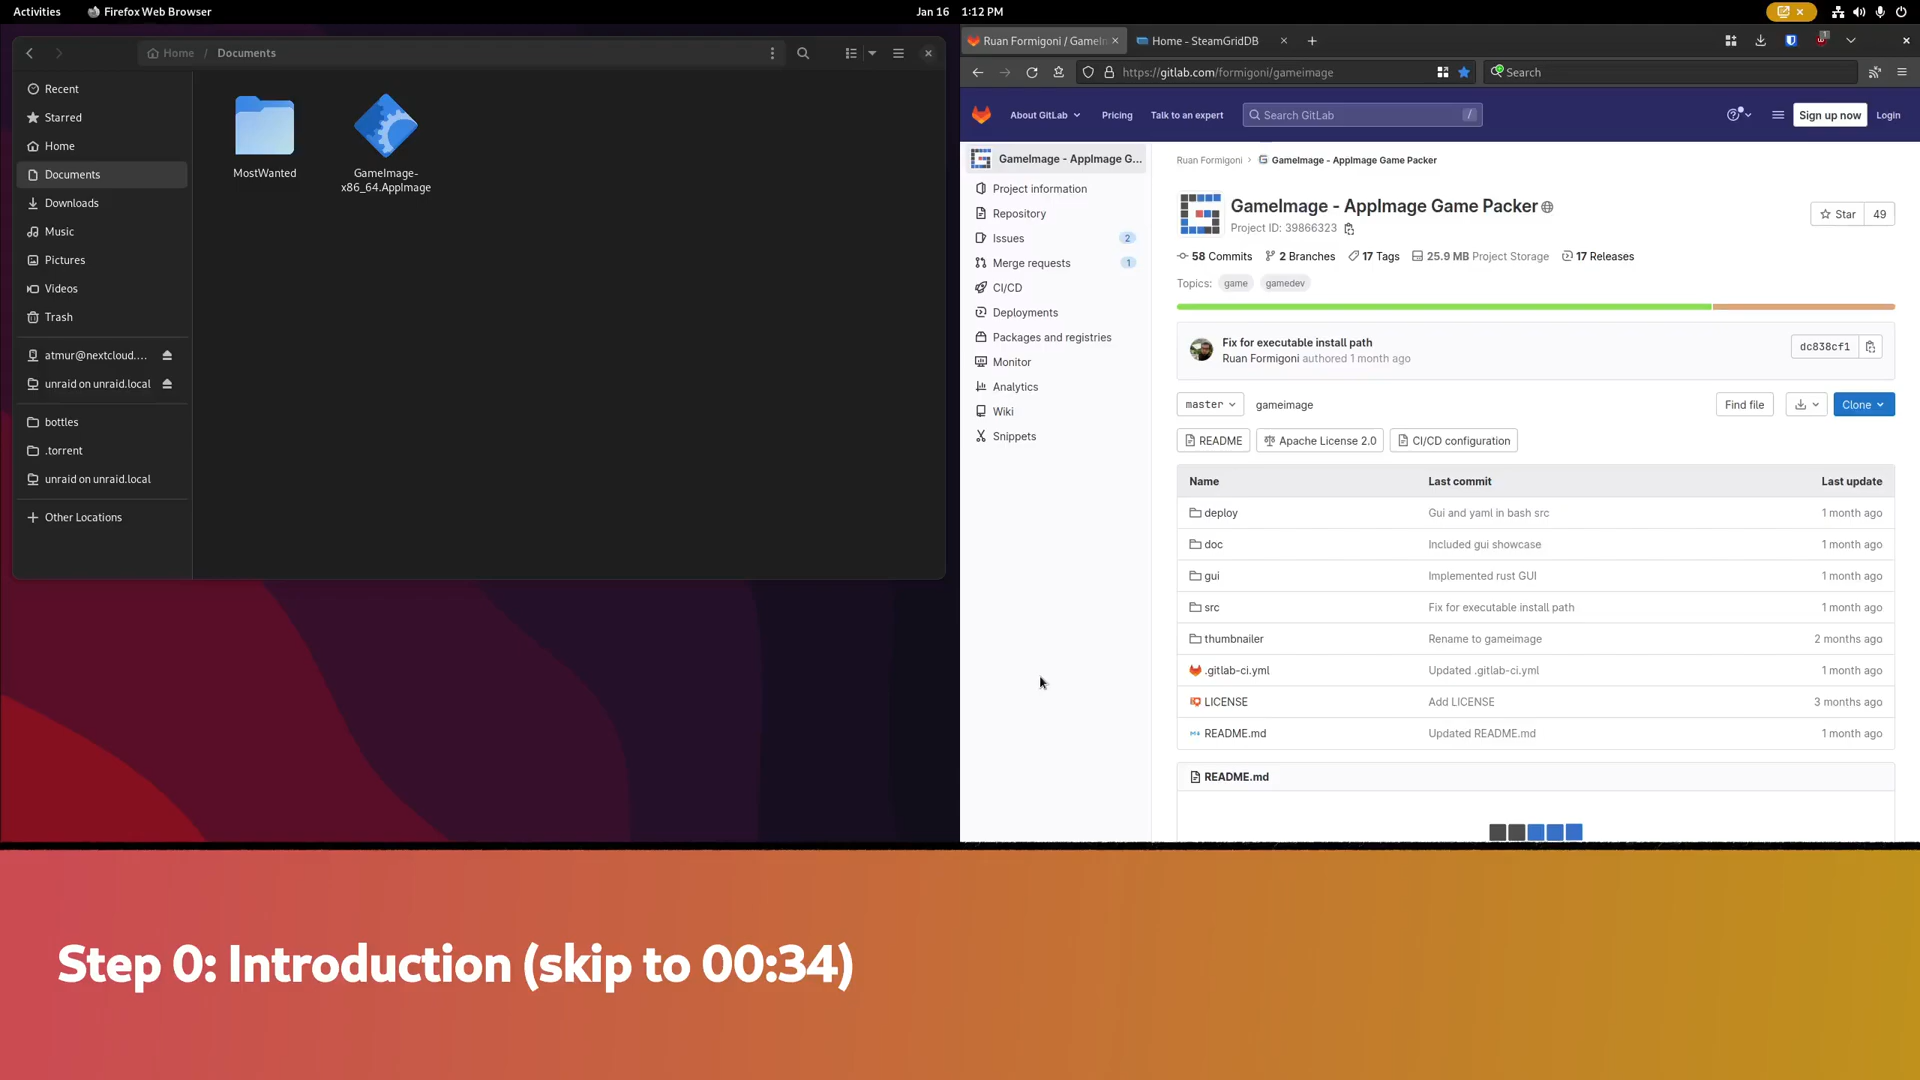 Activities
Firefox Web Browser
Jan 16 1:12 PM
Home / Documents
Recent
Starred
Home
Documents
Downloads
Music
Pictures
Videos
Trash
atmur@nextcloud....
unraid on unraid.local
bottles
.torrent
unraid on unraid.local
Other Locations
MostWanted
GameImage-
x86_64.AppImage
Ruan Formigoni / GameIm
Home - SteamGridDB
1
https://gitlab.com/formigoni/gameimage
Search
About GitLab
Pricing
Talk to an expert
Search GitLab
/
Sign up now
Login
GameImage - AppImage G...
Project information
Repository
Issues 2
Merge requests 1
CI/CD
Deployments
Packages and registries
Monitor
Analytics
Wiki
Snippets
Ruan Formigoni > GameImage - AppImage Game Packer
GameImage - AppImage Game Packer
Project ID: 39866323
Star 49
58 Commits 2 Branches 17 Tags 25.9 MB Project Storage 17 Releases
Topics: game gamedev
Fix for executable install path
Ruan Formigoni authored 1 month ago
dc838cf1
master
gameimage
Find file
Clone
README
Apache License 2.0
CI/CD configuration
Name Last commit Last update
deploy Gui and yaml in bash src 1 month ago
doc Included gui showcase 1 month ago
gui Implemented rust GUI 1 month ago
src Fix for executable install path 1 month ago
thumbnailer Rename to gameimage 2 months ago
.gitlab-ci.yml Updated .gitlab-ci.yml 1 month ago
LICENSE Add LICENSE 3 months ago
README.md Updated README.md 1 month ago
README.md
Step 0: Introduction (skip to 00:34)